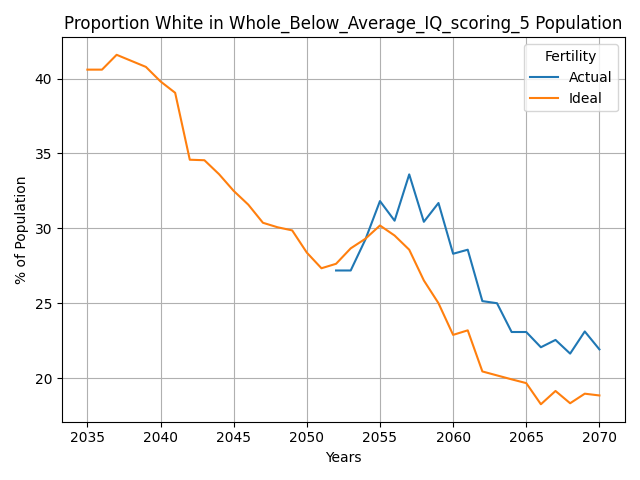 Proportion White in Whole_Below_Average_IQ_scoring_5 Population
Fertility
Actual
Ideal
% of Population
40
35
30
25
20
2035 2040 2045 2050 2055 2060 2065 2070
Years